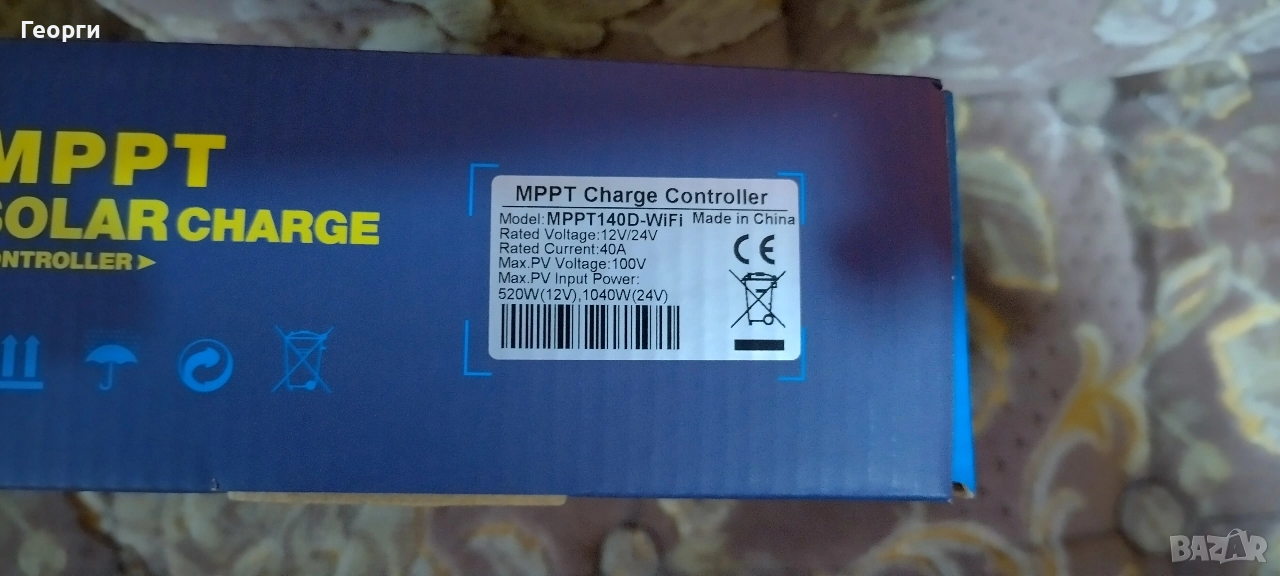 Георги
MPPT
SOLAR CHARGE
ONTROLLER
MPPT Charge Controller
Model:MPPT140D-WiFi Made in China
Rated Voltage:12V/24V
Rated Current:40A
Max.PV Voltage:100V
Max.PV Input Power:
520W(12V),1040W(24V)
CE
BAZAR